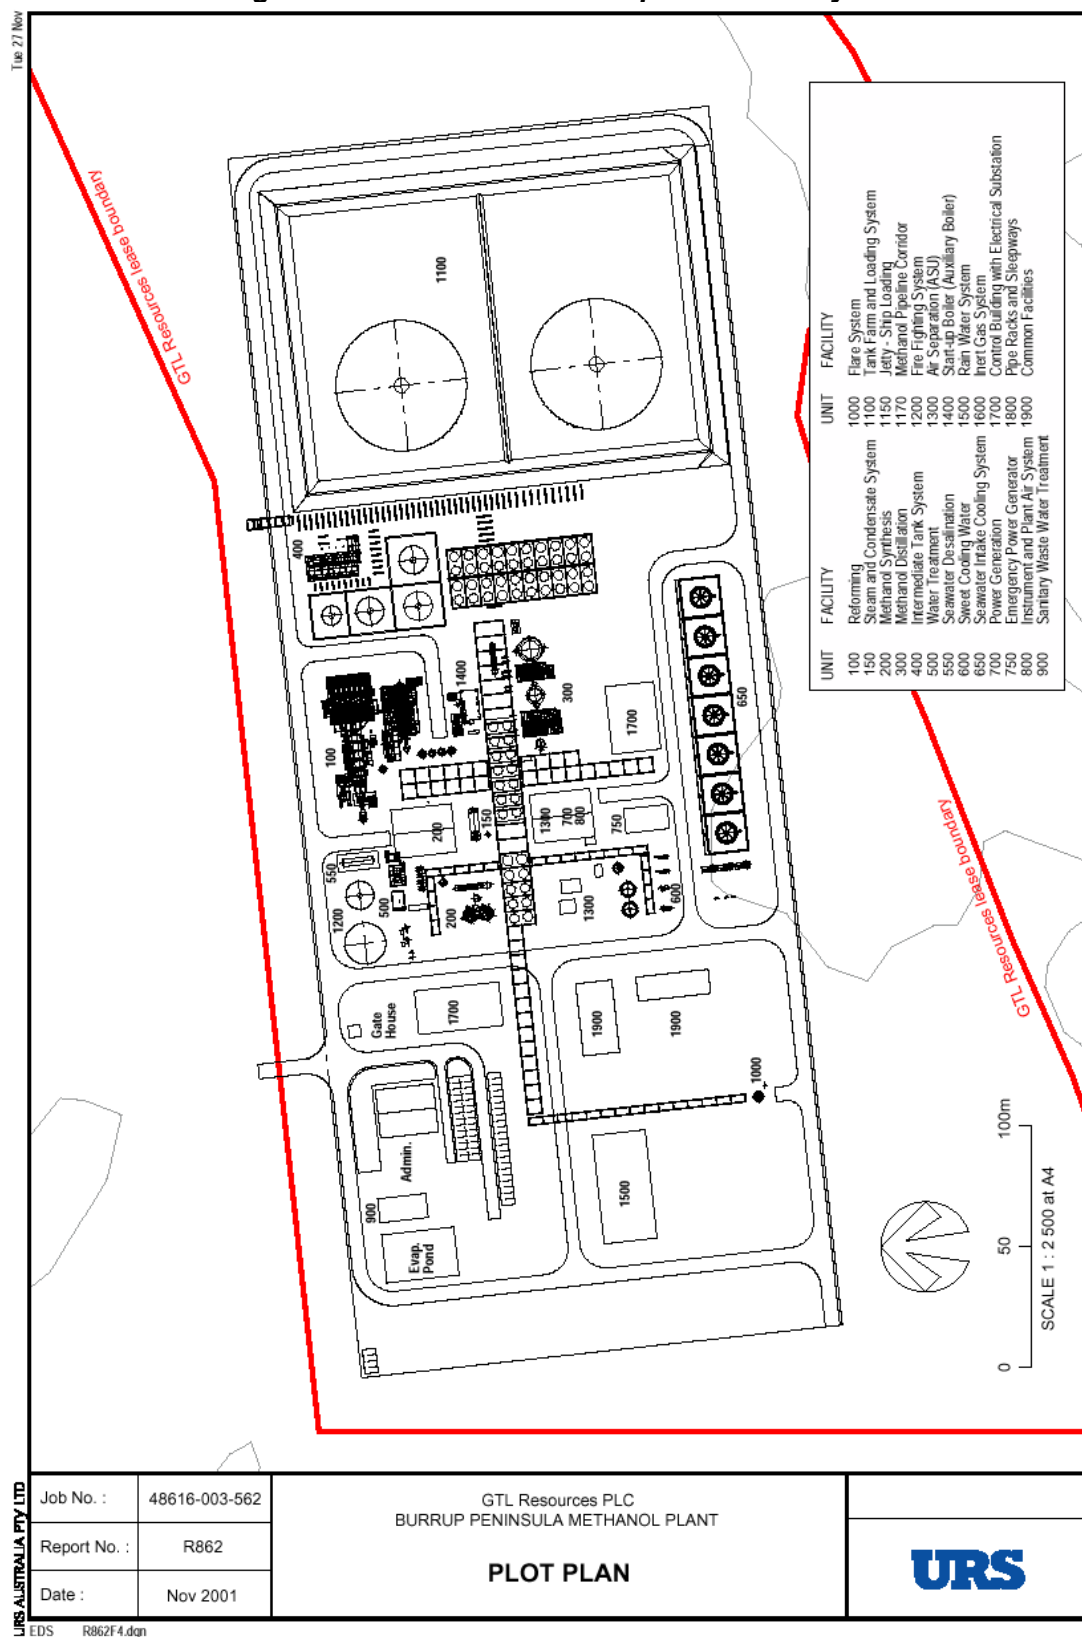 Tue 27 Nov
GTL Resources lease boundary
GTL Resources lease boundary
UNIT FACILITY
100 Reforming
150 Steam and Condensate System
200 Methanol Synthesis
300 Methanol Distillation
400 Intermediate Tank System
500 Water Treatment
550 Seawater Desalination
600 Sweet Cooling Water
650 Seawater Intake Cooling System
700 Power Generation
750 Emergency Power Generator
800 Instrument and Plant Air System
900 Sanitary Waste Water Treatment
UNIT FACILITY
1000 Flare System
1100 Tank Farm and Loading System
1150 Jetty - Ship Loading
1170 Methanol Pipeline Corridor
1200 Fire Fighting System
1300 Air Separation (ASU)
1400 Start-up Boiler (Auxiliary Boiler)
1500 Rain Water System
1600 Inert Gas System
1700 Control Building with Electrical Substation
1800 Pipe Racks and Sleepways
1900 Common Facilities
1100
400
1400
300
100
1700
650
200
150
1300
700
800
750
550
1200
500
200
1300
600
Gate
House
1700
1900
1900
1000
Admin.
900
Evap.
Pond
1500
0 50 100m
SCALE 1 : 2 500 at A4
URS AUSTRALIA PTY LTD
Job No. : 48616-003-562
Report No. : R862
Date : Nov 2001
GTL Resources PLC
BURRUP PENINSULA METHANOL PLANT
PLOT PLAN
URS
EDS R862F4.dgn